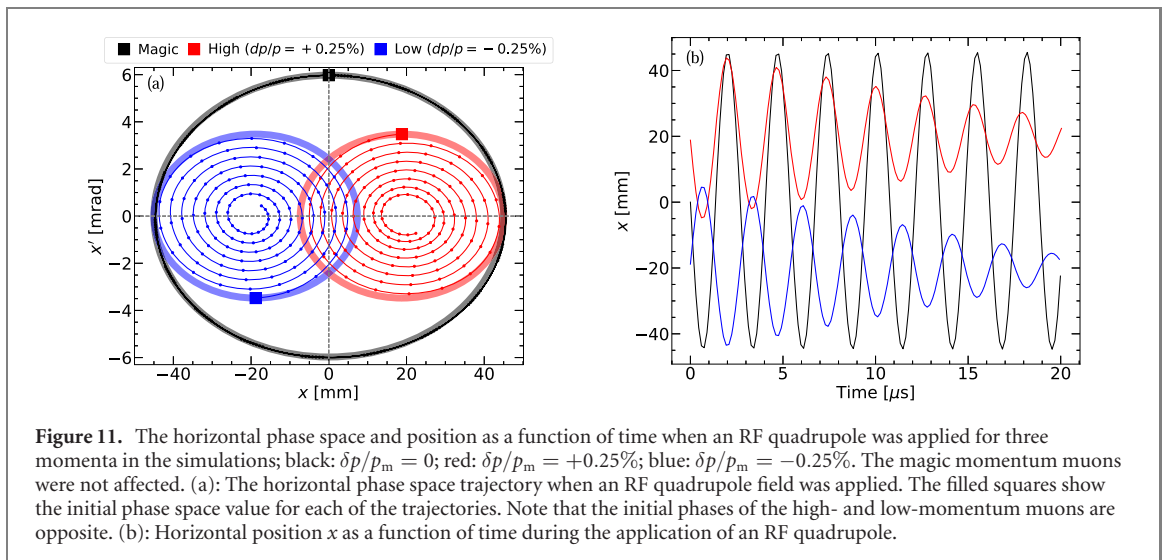 Magic High (dp/p = +0.25%) Low (dp/p = −0.25%)
(a)
6
4
2
0
−2
−4
−6
x′ [mrad]
−40 −20 0 20 40
x [mm]
(b)
40
20
0
−20
−40
x [mm]
0 5 10 15 20
Time [μs]
Figure 11. The horizontal phase space and position as a function of time when an RF quadrupole was applied for three
momenta in the simulations; black: δp/pm = 0; red: δp/pm = +0.25%; blue: δp/pm = −0.25%. The magic momentum muons
were not affected. (a): The horizontal phase space trajectory when an RF quadrupole field was applied. The filled squares show
the initial phase space value for each of the trajectories. Note that the initial phases of the high- and low-momentum muons are
opposite. (b): Horizontal position x as a function of time during the application of an RF quadrupole.